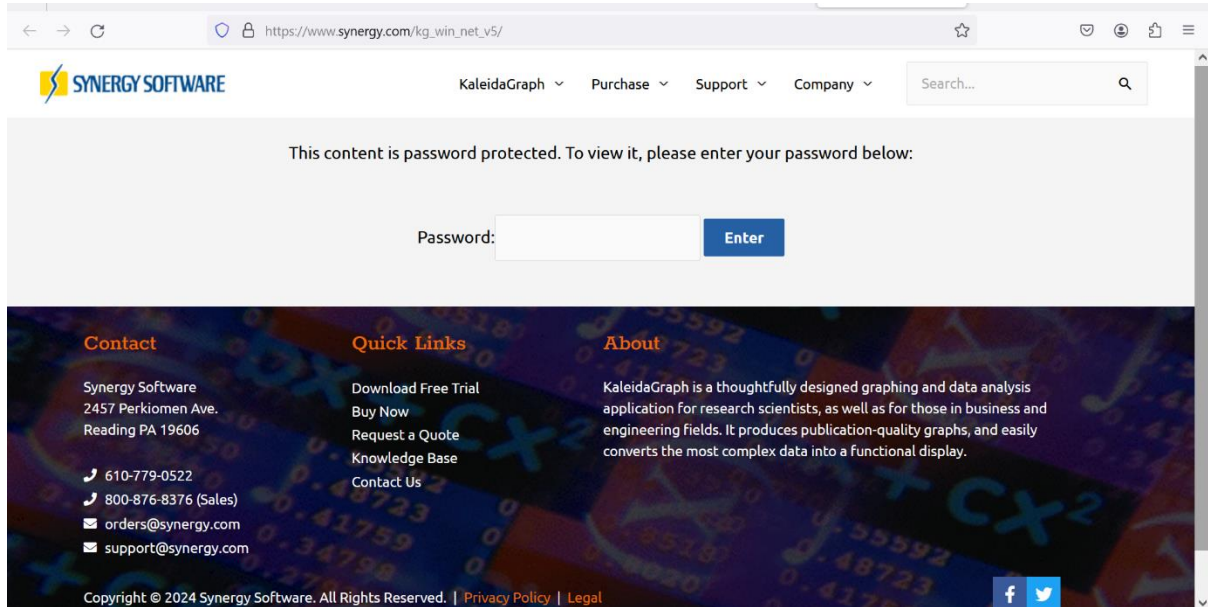 https://www.synergy.com/kg_win_net_v5/
SYNERGY SOFTWARE
KaleidaGraph Purchase Support Company Search...
This content is password protected. To view it, please enter your password below:
Password: Enter
Contact
Synergy Software
2457 Perkiomen Ave.
Reading PA 19606
610-779-0522
800-876-8376 (Sales)
orders@synergy.com
support@synergy.com
Quick Links
Download Free Trial
Buy Now
Request a Quote
Knowledge Base
Contact Us
About
KaleidaGraph is a thoughtfully designed graphing and data analysis
application for research scientists, as well as for those in business and
engineering fields. It produces publication-quality graphs, and easily
converts the most complex data into a functional display.
Copyright © 2024 Synergy Software. All Rights Reserved. | Privacy Policy | Legal